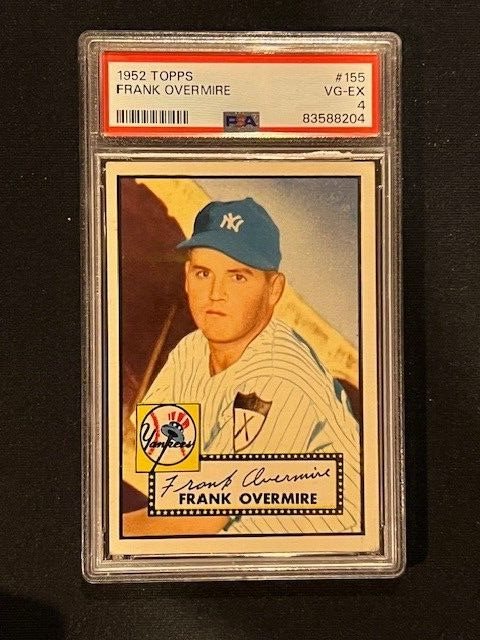 1952 TOPPS #155
FRANK OVERMIRE VG-EX
4
PSA 83588204
NY
Yankees
Frank Overmire
FRANK OVERMIRE